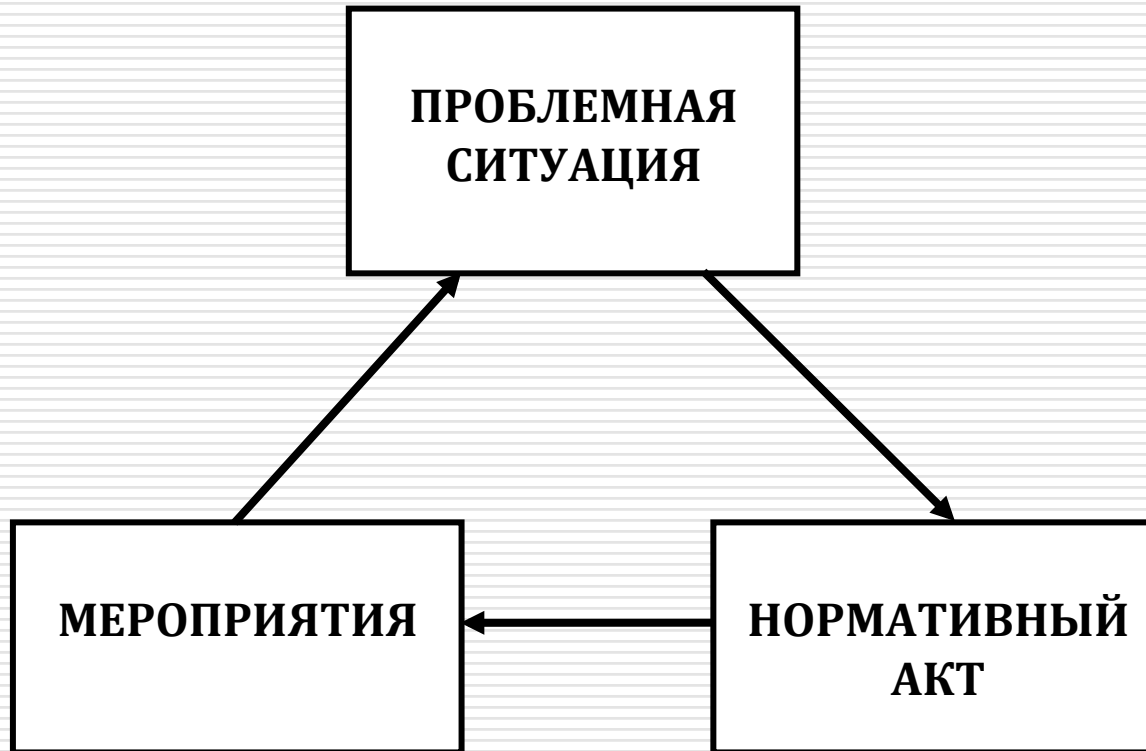 ПРОБЛЕМНАЯ
СИТУАЦИЯ
МЕРОПРИЯТИЯ
НОРМАТИВНЫЙ
АКТ